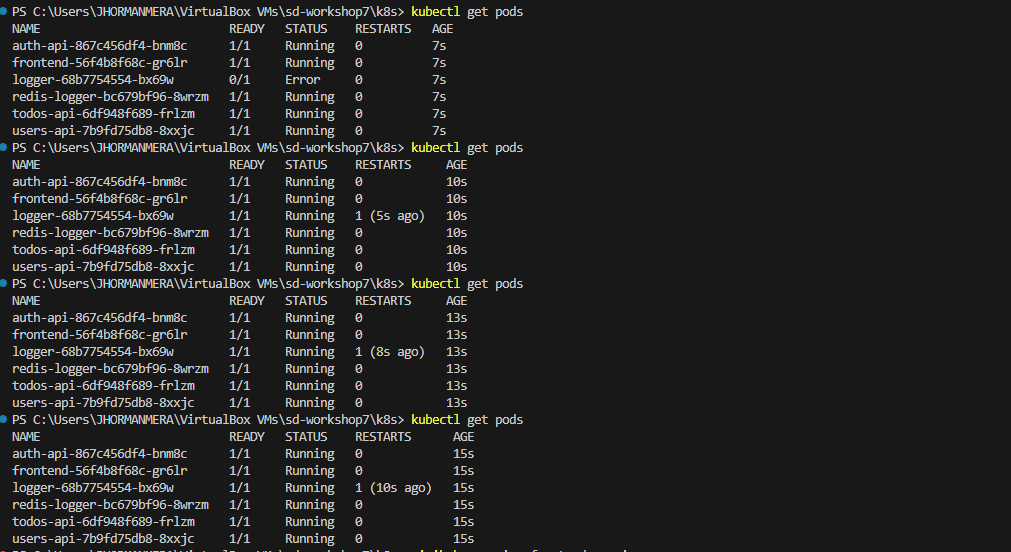 PS C:\Users\JHORMANMERA\VirtualBox VMs\sd-workshop7\k8s> kubectl get pods
NAME READY STATUS RESTARTS AGE
auth-api-867c456df4-bnm8c 1/1 Running 0 7s
frontend-56f4b8f68c-gr6lr 1/1 Running 0 7s
logger-68b7754554-bx69w 0/1 Error 0 7s
redis-logger-bc679bf96-8wrzm 1/1 Running 0 7s
todos-api-6df948f689-frlzm 1/1 Running 0 7s
users-api-7b9fd75db8-8xxjc 1/1 Running 0 7s
PS C:\Users\JHORMANMERA\VirtualBox VMs\sd-workshop7\k8s> kubectl get pods
NAME READY STATUS RESTARTS AGE
auth-api-867c456df4-bnm8c 1/1 Running 0 10s
frontend-56f4b8f68c-gr6lr 1/1 Running 0 10s
logger-68b7754554-bx69w 1/1 Running 1 (5s ago) 10s
redis-logger-bc679bf96-8wrzm 1/1 Running 0 10s
todos-api-6df948f689-frlzm 1/1 Running 0 10s
users-api-7b9fd75db8-8xxjc 1/1 Running 0 10s
PS C:\Users\JHORMANMERA\VirtualBox VMs\sd-workshop7\k8s> kubectl get pods
NAME READY STATUS RESTARTS AGE
auth-api-867c456df4-bnm8c 1/1 Running 0 13s
frontend-56f4b8f68c-gr6lr 1/1 Running 0 13s
logger-68b7754554-bx69w 1/1 Running 1 (8s ago) 13s
redis-logger-bc679bf96-8wrzm 1/1 Running 0 13s
todos-api-6df948f689-frlzm 1/1 Running 0 13s
users-api-7b9fd75db8-8xxjc 1/1 Running 0 13s
PS C:\Users\JHORMANMERA\VirtualBox VMs\sd-workshop7\k8s> kubectl get pods
NAME READY STATUS RESTARTS AGE
auth-api-867c456df4-bnm8c 1/1 Running 0 15s
frontend-56f4b8f68c-gr6lr 1/1 Running 0 15s
logger-68b7754554-bx69w 1/1 Running 1 (10s ago) 15s
redis-logger-bc679bf96-8wrzm 1/1 Running 0 15s
todos-api-6df948f689-frlzm 1/1 Running 0 15s
users-api-7b9fd75db8-8xxjc 1/1 Running 0 15s